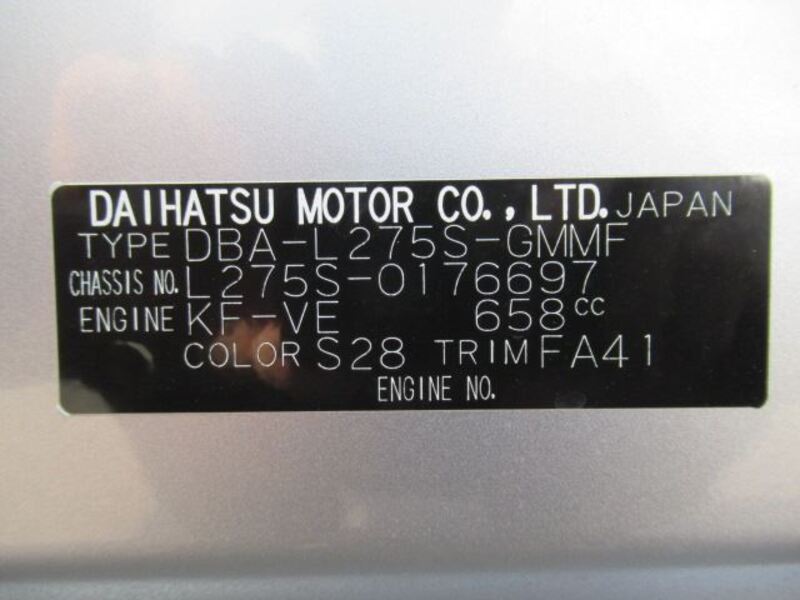 DAIHATSU MOTOR CO., LTD. JAPAN
TYPE DBA-L275S-GMMF
CHASSIS NO. L275S-0176697
ENGINE KF-VE 658cc
COLOR S28 TRIM FA41
ENGINE NO.